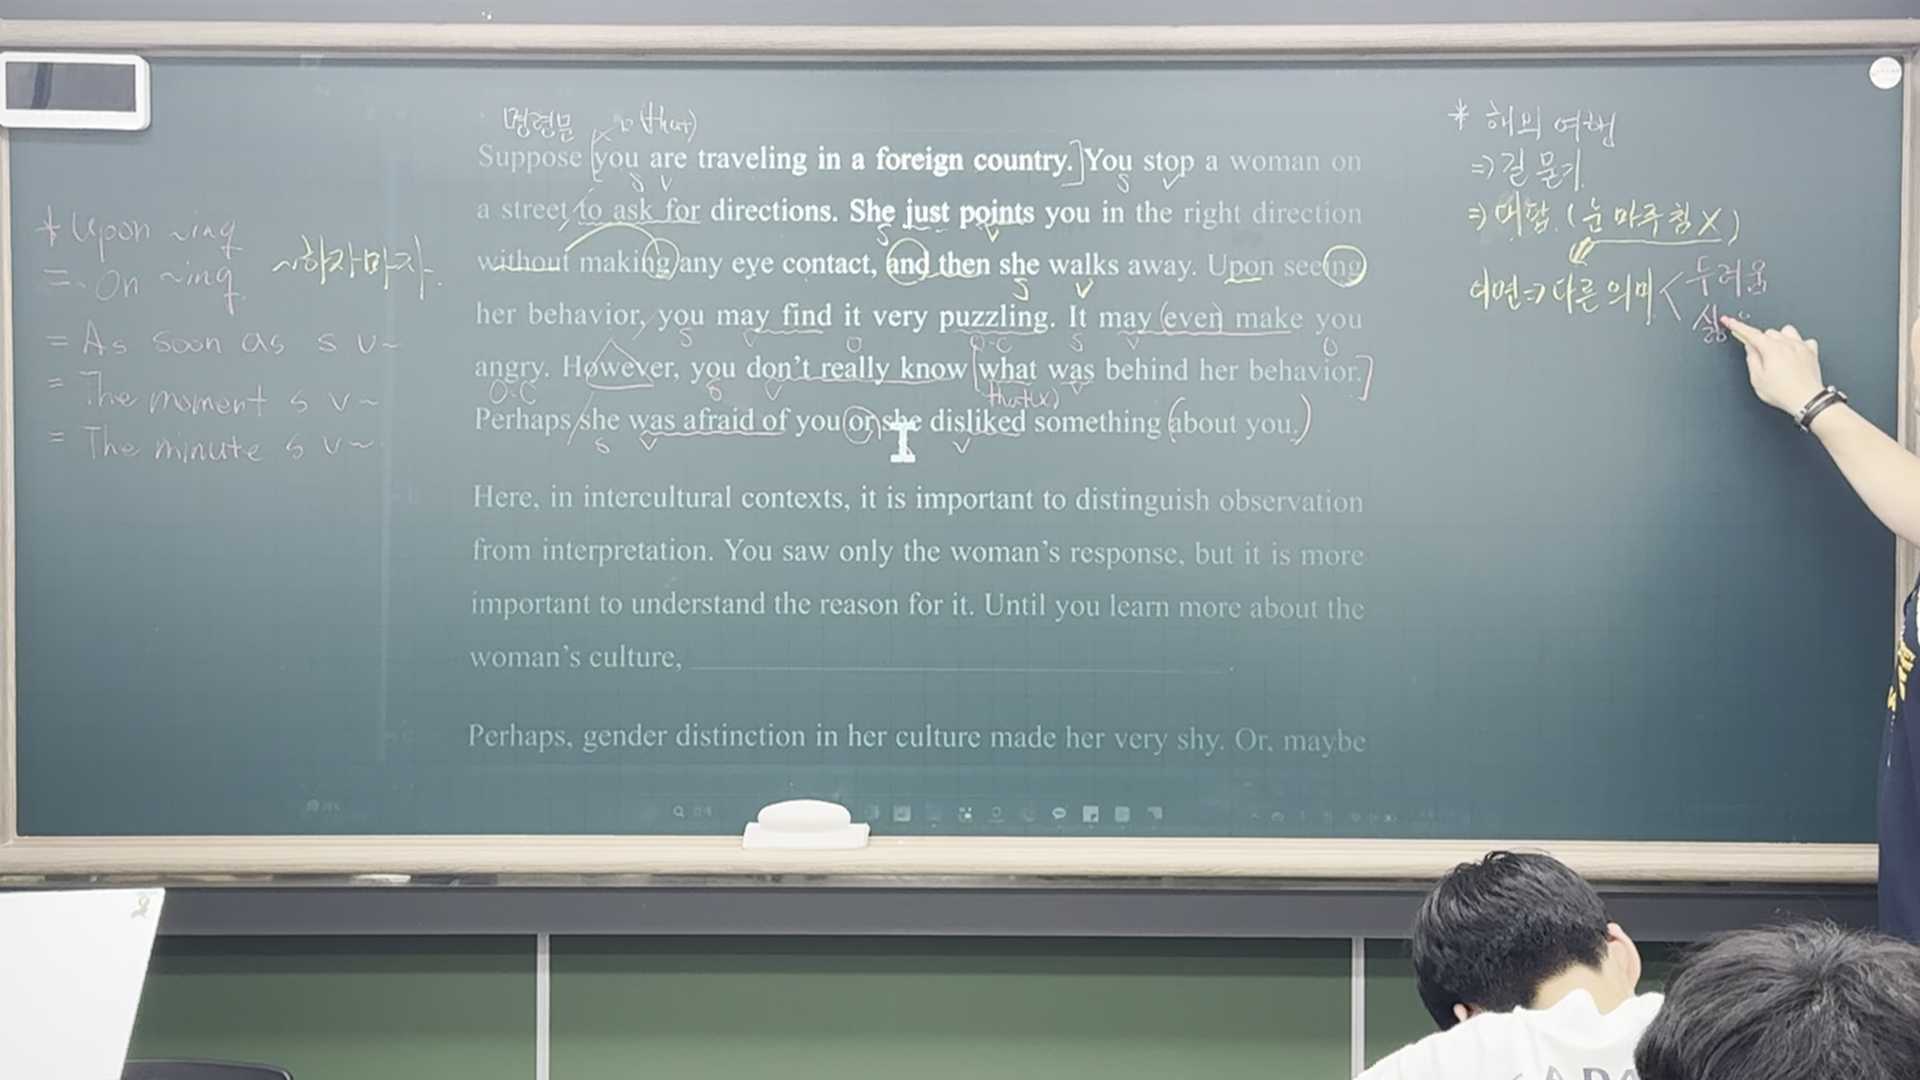 * Upon ~ing
= On ~ing
~하자마자.
= As soon as s v~
= The moment s v~
= The minute s v~
명령문 (that)
Suppose you are traveling in a foreign country. You stop a woman on
s v s v
a street to ask for directions. She just points you in the right direction
s v
without making any eye contact, and then she walks away. Upon seeing
s v
her behavior, you may find it very puzzling. It may (even) make you
s v o o.c s v o
angry. However, you don't really know [what was behind her behavior.]
o.c s v that(x) v
Perhaps she was afraid of you or she disliked something (about you.)
s v v
Here, in intercultural contexts, it is important to distinguish observation
from interpretation. You saw only the woman's response, but it is more
important to understand the reason for it. Until you learn more about the
woman's culture, ____________.
Perhaps, gender distinction in her culture made her very shy. Or, maybe
* 해외 여행
⇒ 길 묻기
⇒ 대답 (눈 마주침 X)
이면⇒ 다른 의미 < 두려움